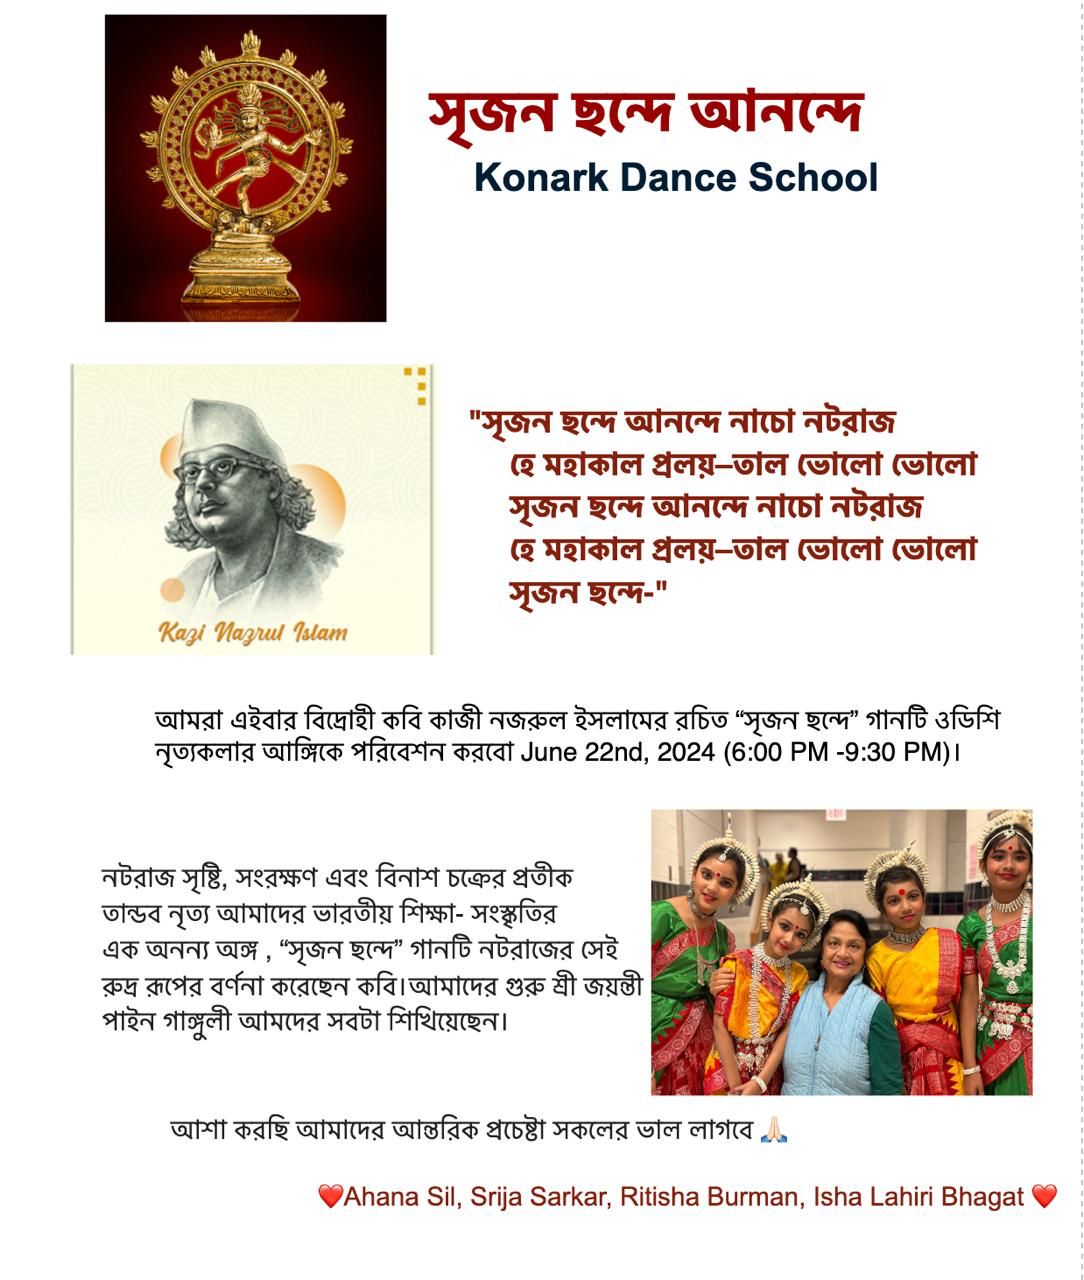 সৃজন ছন্দে আনন্দে
Konark Dance School
"সৃজন ছন্দে আনন্দে নাচো নটরাজ
হে মহাকাল প্রলয়–তাল ভোলো ভোলো
সৃজন ছন্দে আনন্দে নাচো নটরাজ
হে মহাকাল প্রলয়–তাল ভোলো ভোলো
সৃজন ছন্দে-"
Kazi Nazrul Islam
আমরা এইবার বিদ্রোহী কবি কাজী নজরুল ইসলামের রচিত “সৃজন ছন্দে” গানটি ওডিশি
নৃত্যকলার আঙ্গিকে পরিবেশন করবো June 22nd, 2024 (6:00 PM -9:30 PM)।
নটরাজ সৃষ্টি, সংরক্ষণ এবং বিনাশ চক্রের প্রতীক
তান্ডব নৃত্য আমাদের ভারতীয় শিক্ষা- সংস্কৃতির
এক অনন্য অঙ্গ , “সৃজন ছন্দে” গানটি নটরাজের সেই
রুদ্র রূপের বর্ণনা করেছেন কবি।আমাদের গুরু শ্রী জয়ন্তী
পাইন গাঙ্গুলী আমদের সবটা শিখিয়েছেন।
আশা করছি আমাদের আন্তরিক প্রচেষ্টা সকলের ভাল লাগবে 🙏🏻
❤️Ahana Sil, Srija Sarkar, Ritisha Burman, Isha Lahiri Bhagat ❤️